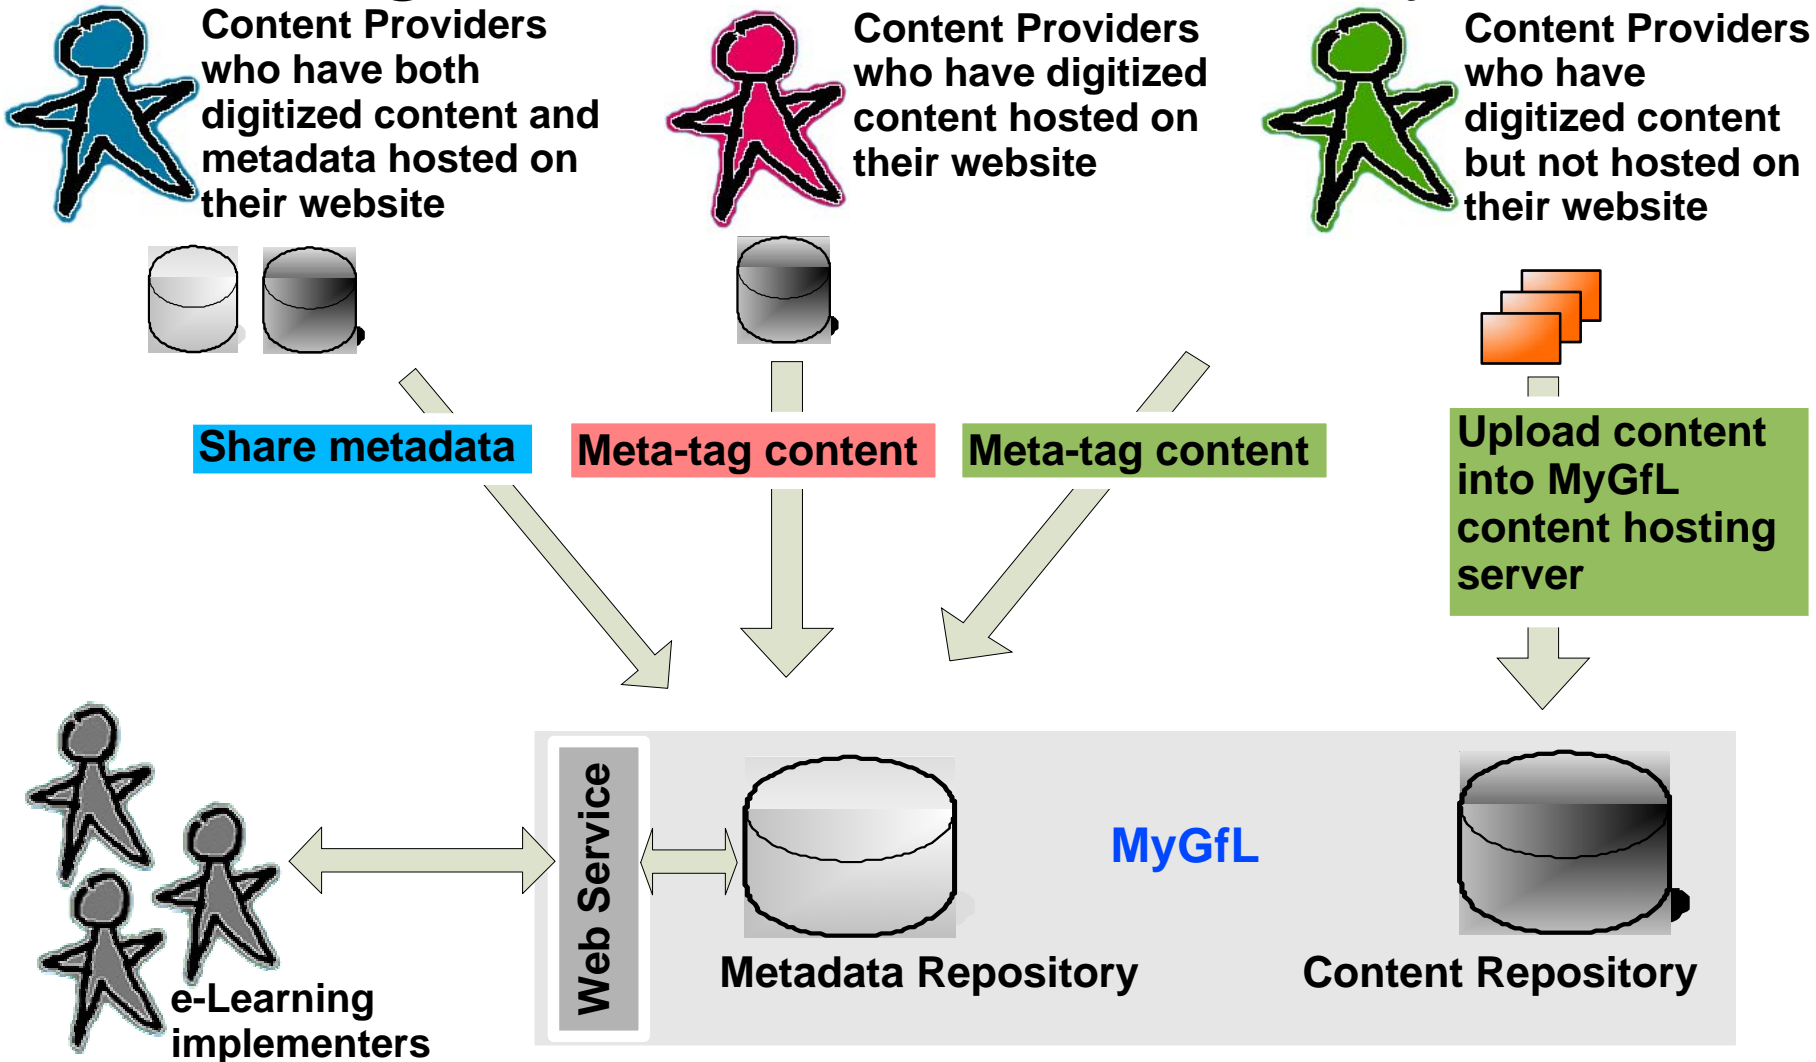 Content Providers
who have both
digitized content and
metadata hosted on
their website
Content Providers
who have digitized
content hosted on
their website
Content Providers
who have
digitized content
but not hosted on
their website
Share metadata
Meta-tag content
Meta-tag content
Upload content
into MyGfL
content hosting
server
Web Service
MyGfL
Metadata Repository
Content Repository
e-Learning
implementers